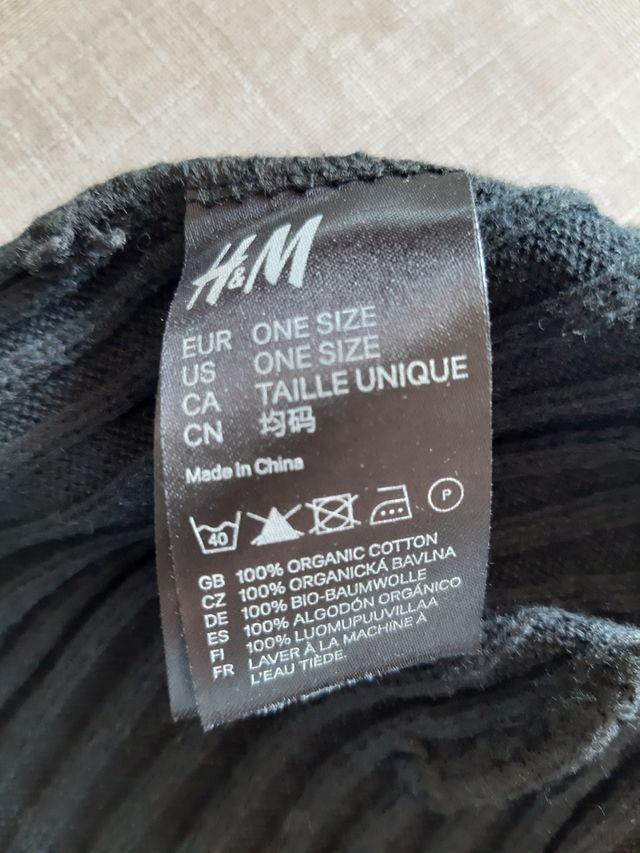 H&M
EUR ONE SIZE
US ONE SIZE
CA TAILLE UNIQUE
CN 均码
Made in China
40 P
GB 100% ORGANIC COTTON
CZ 100% ORGANICKÁ BAVLNA
DE 100% BIO-BAUMWOLLE
ES 100% ALGODÓN ORGÁNICO
FI 100% LUOMUPUUVILLAA
FR LAVER À LA MACHINE À
L'EAU TIÈDE.